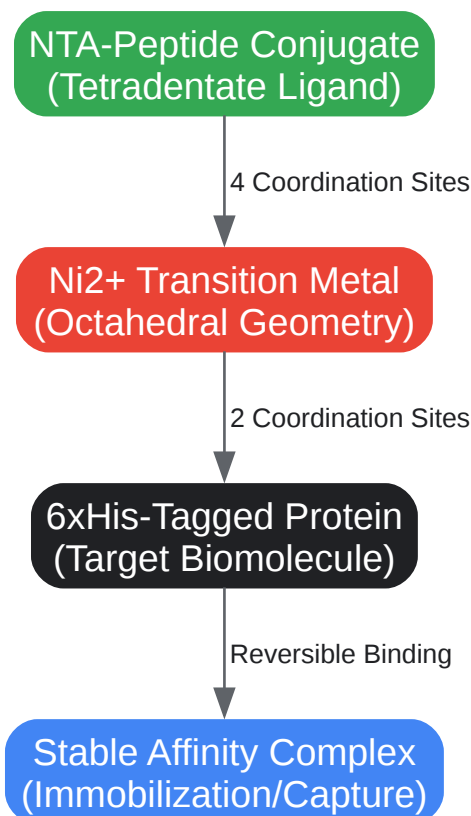 NTA-Peptide Conjugate
(Tetradentate Ligand)
4 Coordination Sites
Ni2+ Transition Metal
(Octahedral Geometry)
2 Coordination Sites
6xHis-Tagged Protein
(Target Biomolecule)
Reversible Binding
Stable Affinity Complex
(Immobilization/Capture)